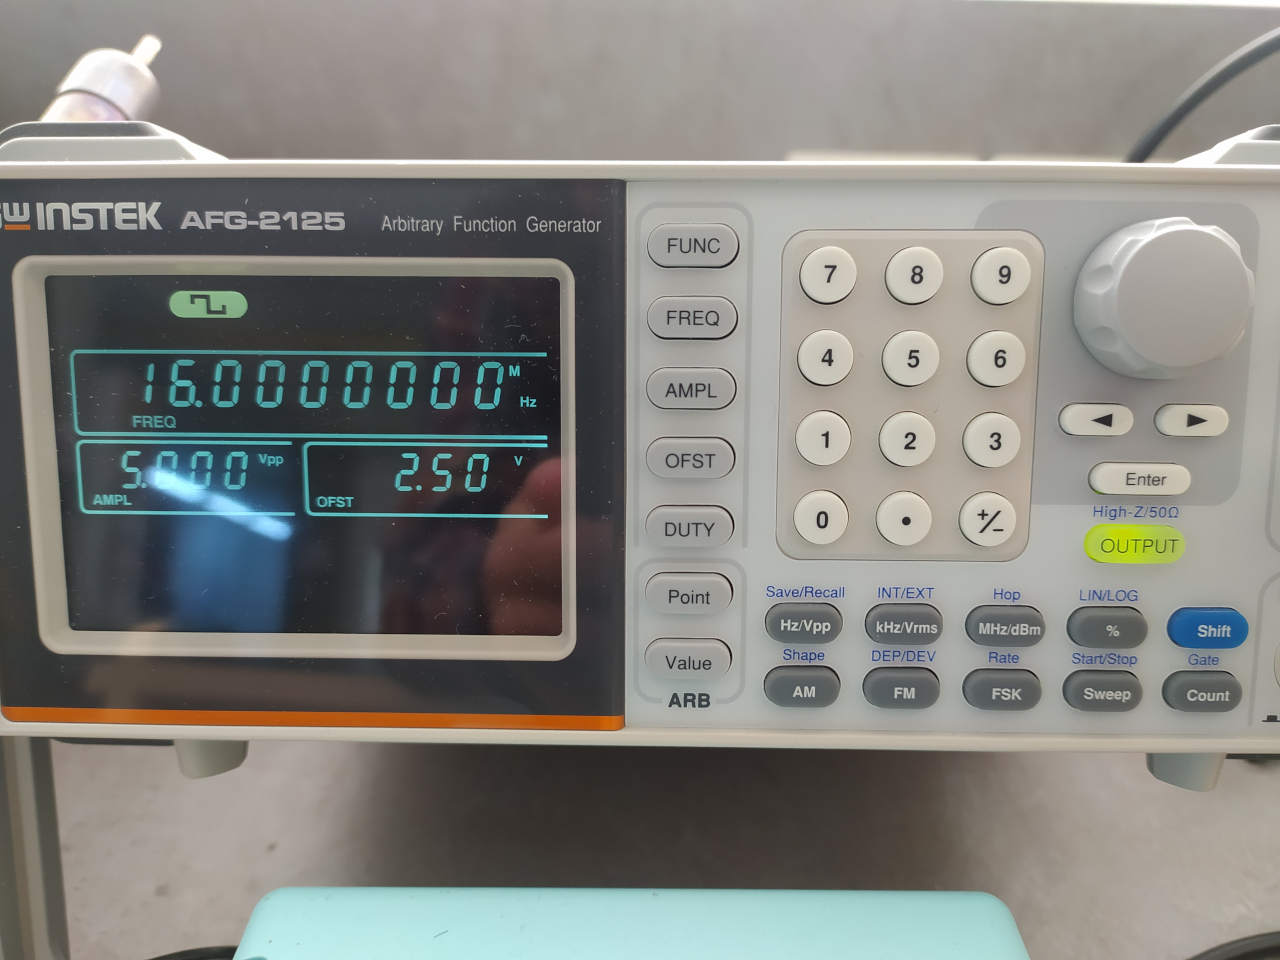 GW INSTEK AFG-2125 Arbitrary Function Generator
16.0000000 M
Hz
FREQ
5.000 Vpp
AMPL
2.50 V
OFST
FUNC
FREQ
AMPL
OFST
DUTY
Point
Value
ARB
7 8 9
4 5 6
1 2 3
0 • +/-
◄ ►
Enter
High-Z/50Ω
OUTPUT
Save/Recall INT/EXT Hop LIN/LOG
Hz/Vpp kHz/Vrms MHz/dBm % Shift
Shape DEP/DEV Rate Start/Stop Gate
AM FM FSK Sweep Count